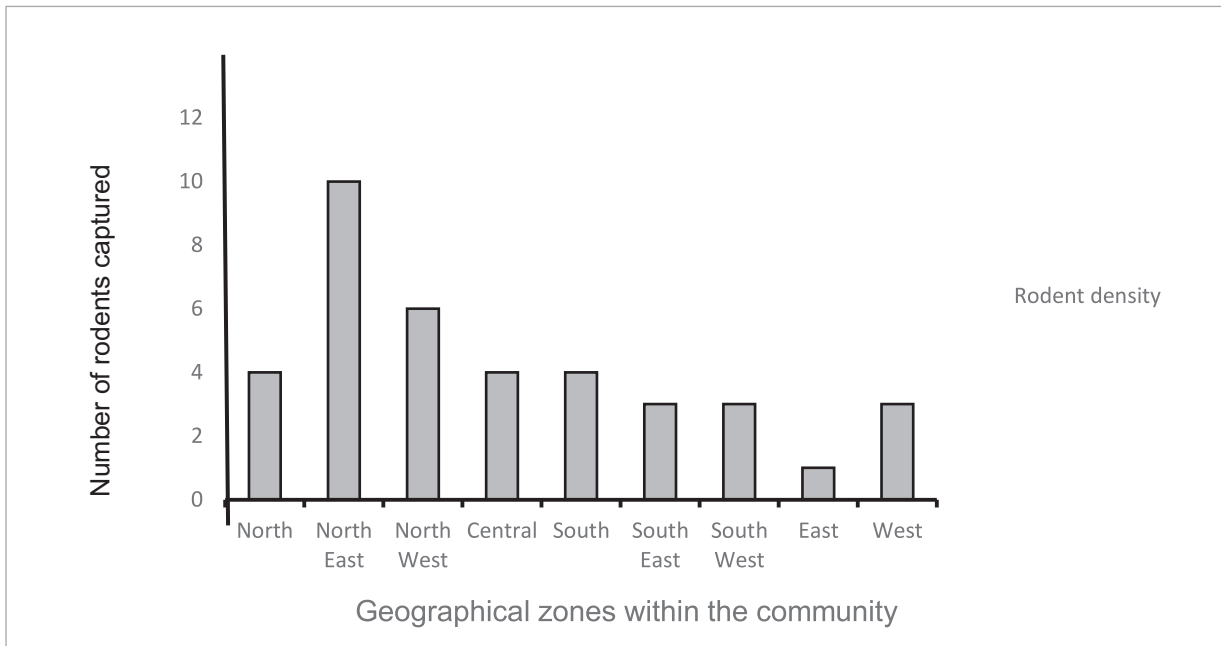 12
10
8
6
4
2
0
Number of rodents captured
North
North
East
North
West
Central
South
South
East
South
West
East
West
Geographical zones within the community
Rodent density